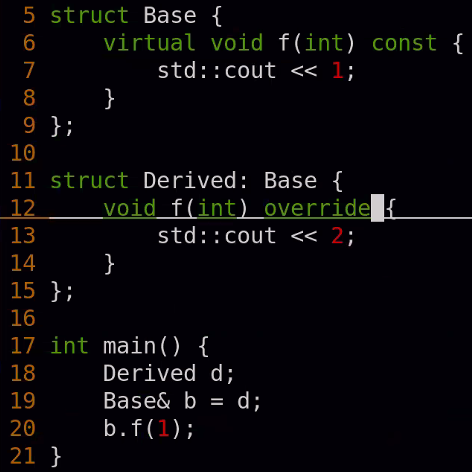 5 struct Base {
6     virtual void f(int) const {
7         std::cout << 1;
8     }
9 };
10
11 struct Derived: Base {
12     void f(int) override {
13         std::cout << 2;
14     }
15 };
16
17 int main() {
18     Derived d;
19     Base& b = d;
20     b.f(1);
21 }